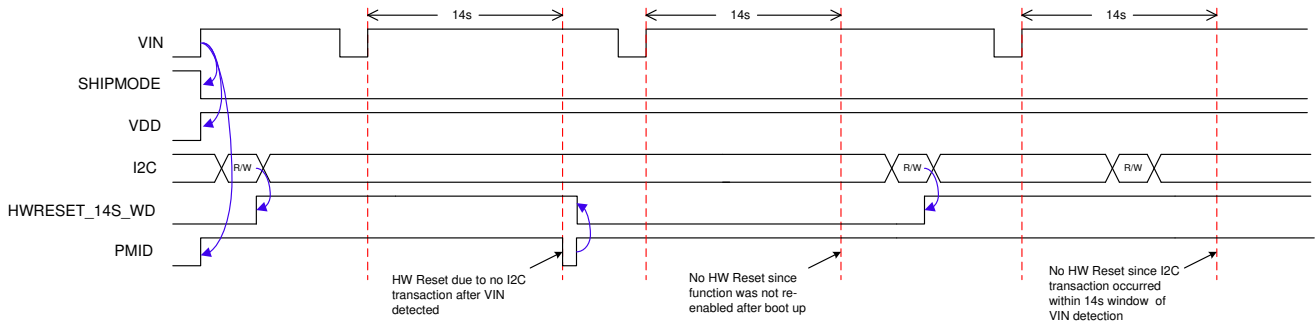 14s 14s 14s
VIN
SHIPMODE
VDD
I2C R/W R/W R/W
HWRESET_14S_WD
PMID
HW Reset due to no I2C
transaction after VIN
detected
No HW Reset since
function was not re-
enabled after boot up
No HW Reset since I2C
transaction occurred
within 14s window of
VIN detection